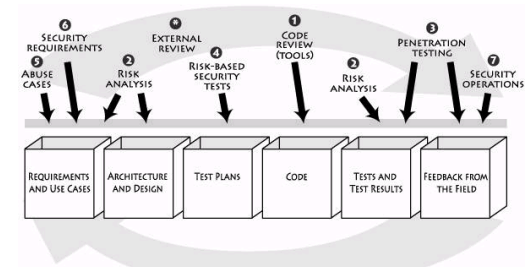 6
SECURITY
REQUIREMENTS
*
EXTERNAL
REVIEW
1
CODE
REVIEW
(TOOLS)
3
PENETRATION
TESTING
5
ABUSE
CASES
2
RISK
ANALYSIS
4
RISK-BASED
SECURITY
TESTS
2
RISK
ANALYSIS
7
SECURITY
OPERATIONS
REQUIREMENTS
AND USE CASES
ARCHITECTURE
AND DESIGN
TEST PLANS
CODE
TESTS AND
TEST RESULTS
FEEDBACK FROM
THE FIELD